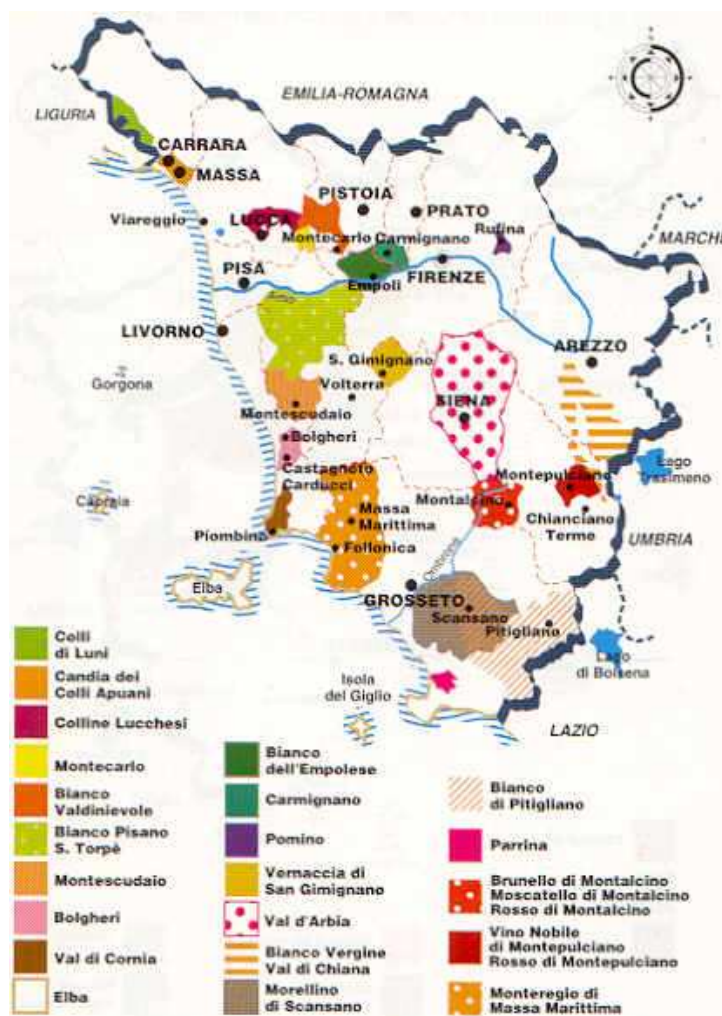 EMILIA-ROMAGNA
LIGURIA
CARRARA
MASSA
PISTOIA
PRATO
Viareggio
LUCCA
Rufina
MARCHE
Montecarlo
Carmignano
PISA
FIRENZE
Empoli
LIVORNO
AREZZO
S. Gimignano
Gorgona
Volterra
SIENA
Montescudaio
Bolgheri
Lago
Trasimeno
Castagneto
Carducci
Montepulciano
Capraia
Montalcino
Massa
Marittima
Chianciano
Terme
Piombino
UMBRIA
Follonica
Ombrone
Elba
GROSSETO
Scansano
Pitigliano
Lago
di Bolsena
Isola
del Giglio
LAZIO
Colli
di Luni
Candia dei
Colli Apuani
Colline Lucchesi
Montecarlo
Bianco
Valdinievole
Bianco Pisano
S. Torpè
Montescudaio
Bolgheri
Val di Cornia
Elba
Bianco
dell'Empolese
Carmignano
Pomino
Vernaccia di
San Gimignano
Val d'Arbia
Bianco Vergine
Val di Chiana
Morellino
di Scansano
Bianco
di Pitigliano
Parrina
Brunello di Montalcino
Moscatello di Montalcino
Rosso di Montalcino
Vino Nobile
di Montepulciano
Rosso di Montepulciano
Monteregio di
Massa Marittima